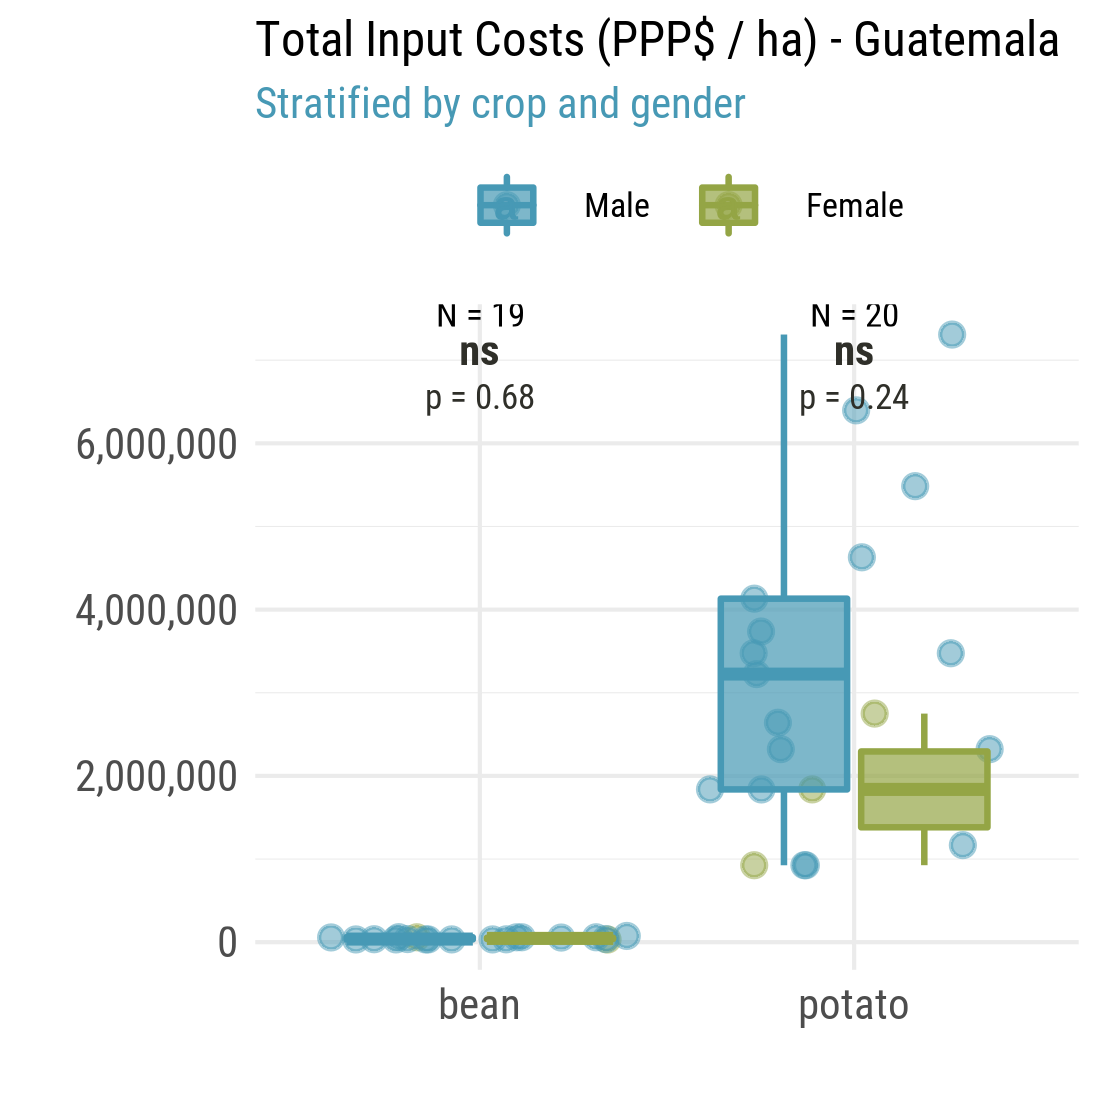 Total Input Costs (PPP$ / ha) - Guatemala
Stratified by crop and gender
Male Female
N = 19 N = 20
ns ns
p = 0.68 p = 0.24
6,000,000
4,000,000
2,000,000
0
bean potato